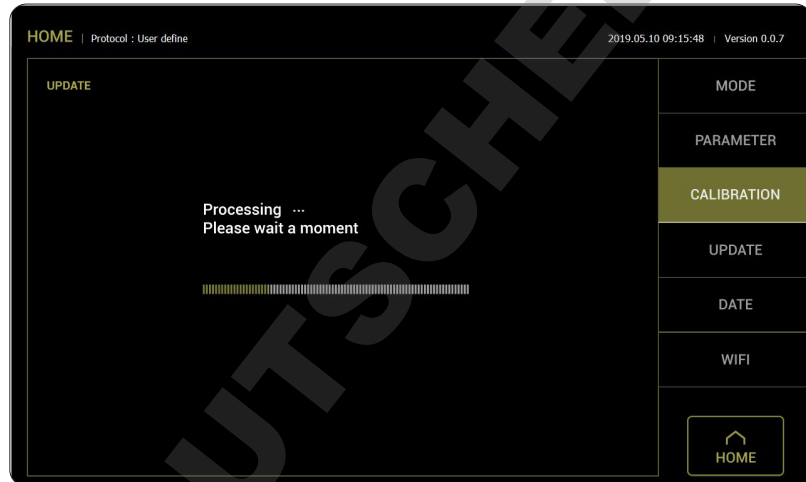 HOME | Protocol : User define
2019.05.10 09:15:48 | Version 0.0.7
UPDATE
Processing ...
Please wait a moment
MODE
PARAMETER
CALIBRATION
UPDATE
DATE
WIFI
HOME
UTSCHE